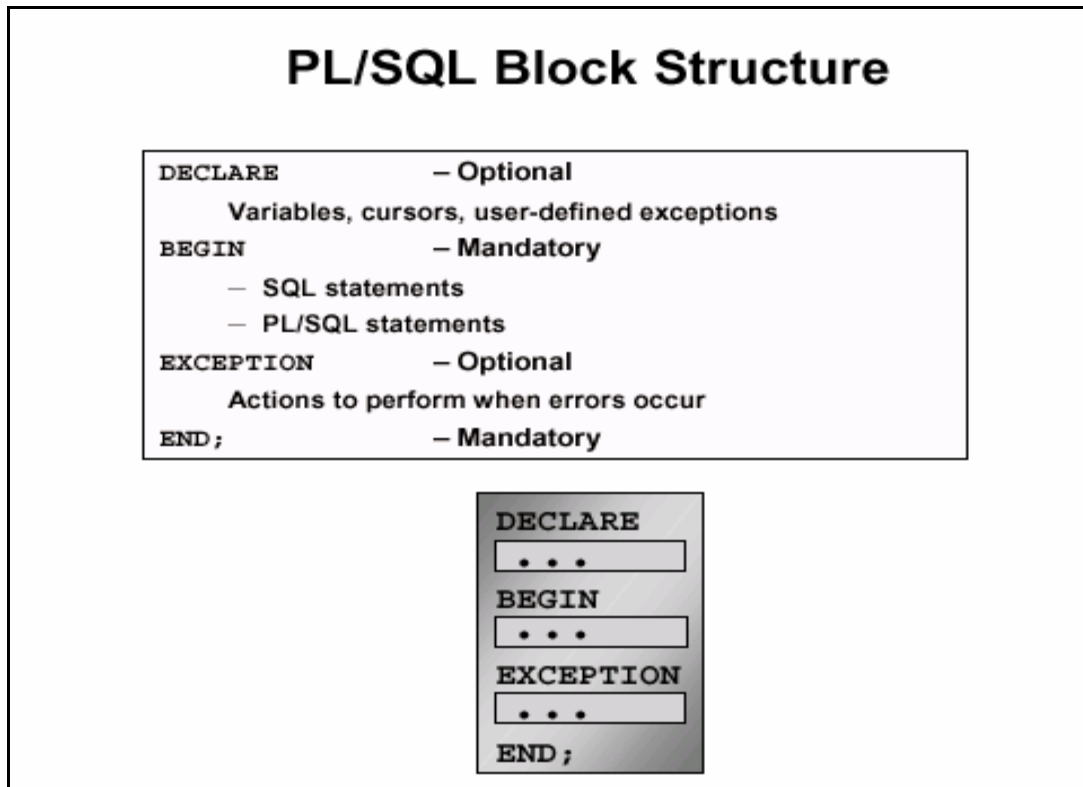 PL/SQL Block Structure
DECLARE – Optional
Variables, cursors, user-defined exceptions
BEGIN – Mandatory
– SQL statements
– PL/SQL statements
EXCEPTION – Optional
Actions to perform when errors occur
END; – Mandatory
DECLARE
...
BEGIN
...
EXCEPTION
...
END;